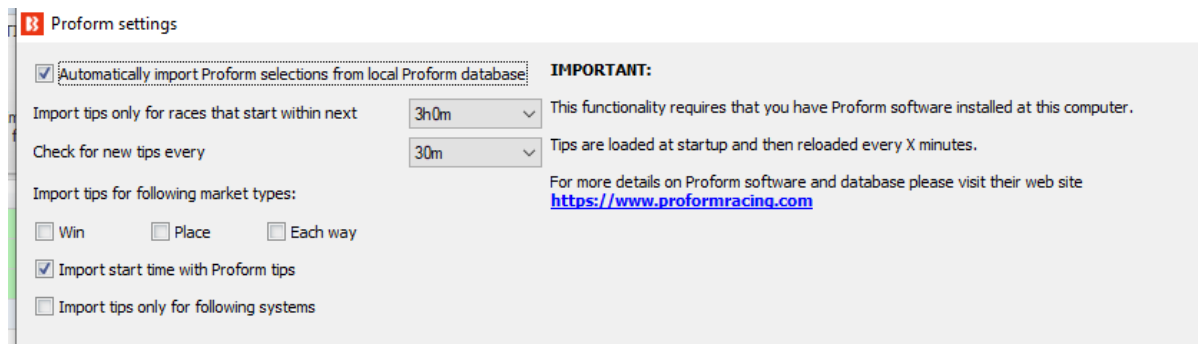 Proform settings
Automatically import Proform selections from local Proform database
IMPORTANT:
Import tips only for races that start within next 3h0m
This functionality requires that you have Proform software installed at this computer.
Check for new tips every 30m
Tips are loaded at startup and then reloaded every X minutes.
Import tips for following market types:
For more details on Proform software and database please visit their web site
https://www.proformracing.com
Win Place Each way
Import start time with Proform tips
Import tips only for following systems